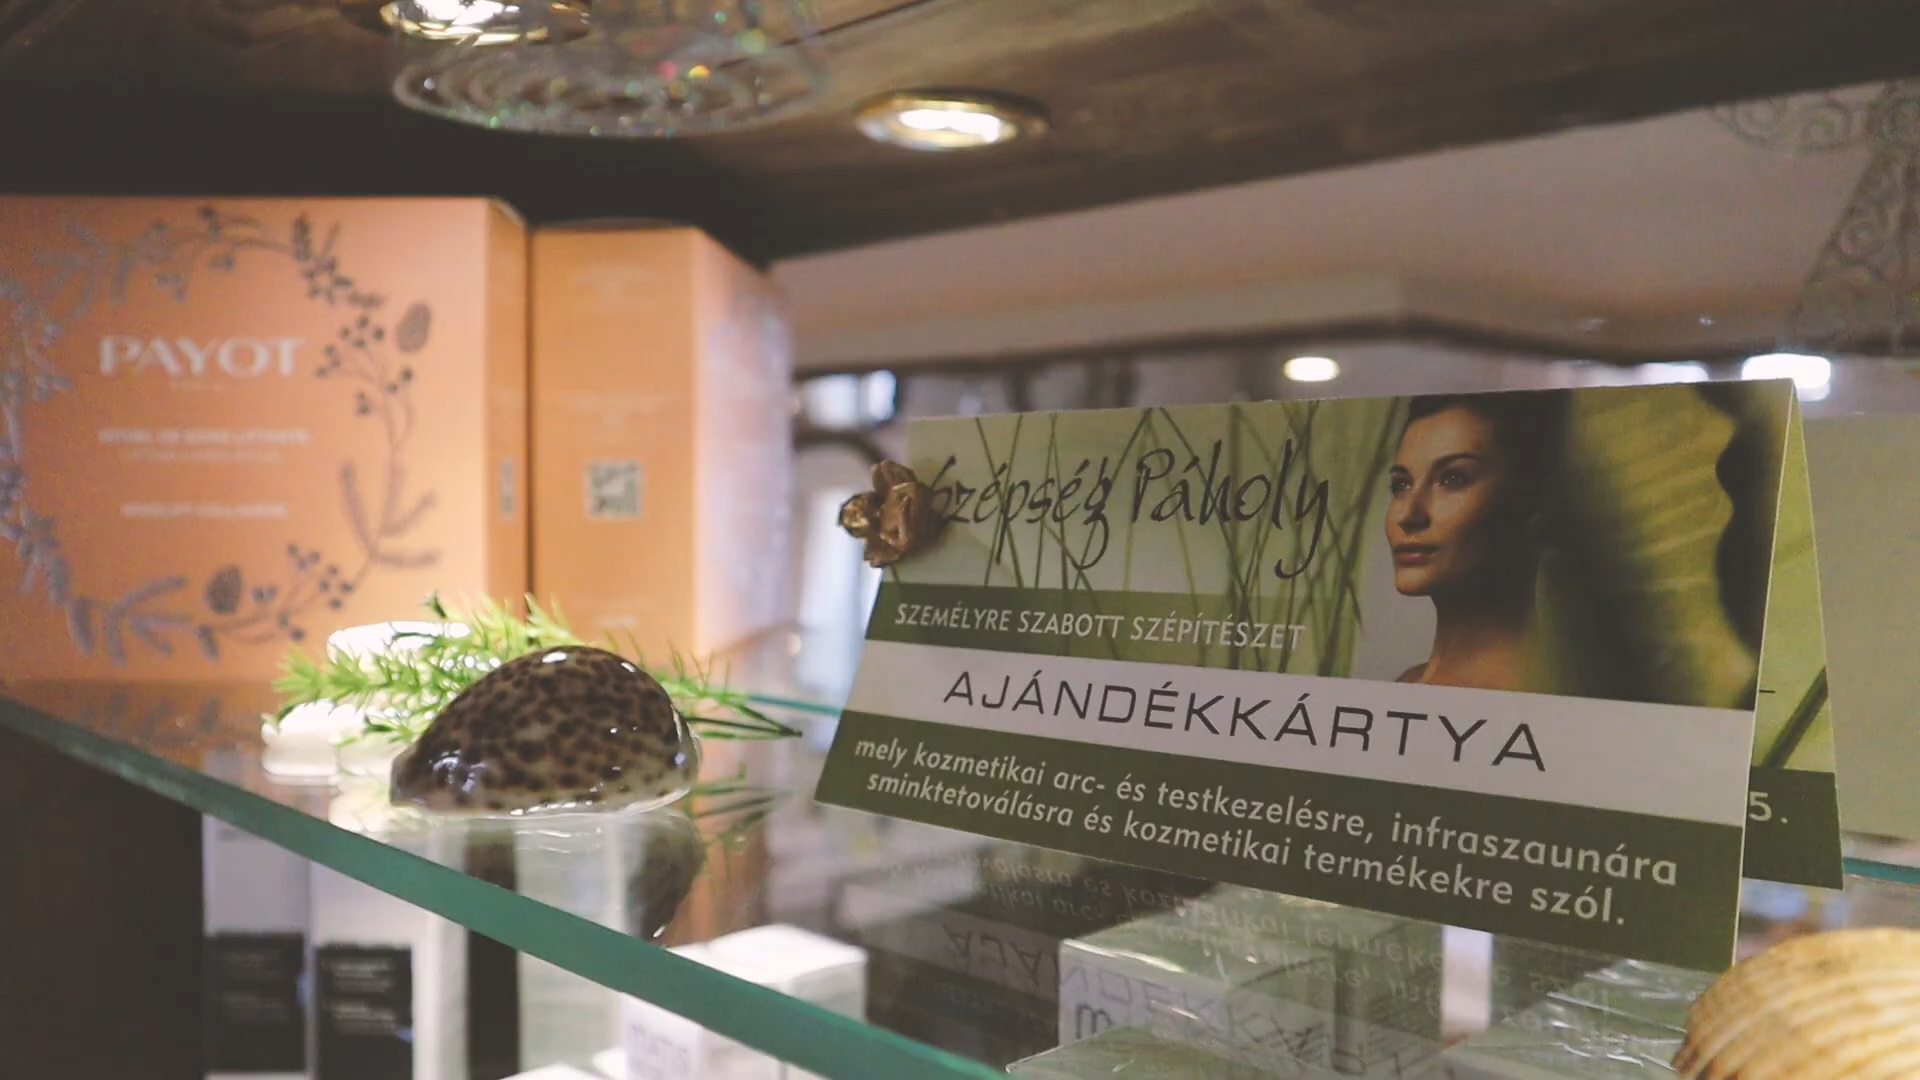 PAYOT
Szépség Páholy
SZEMÉLYRE SZABOTT SZÉPÍTÉSZET
AJÁNDÉKKÁRTYA
mely kozmetikai arc- és testkezelésre, infraszaunára
sminktetoválásra és kozmetikai termékekre szól.
5.